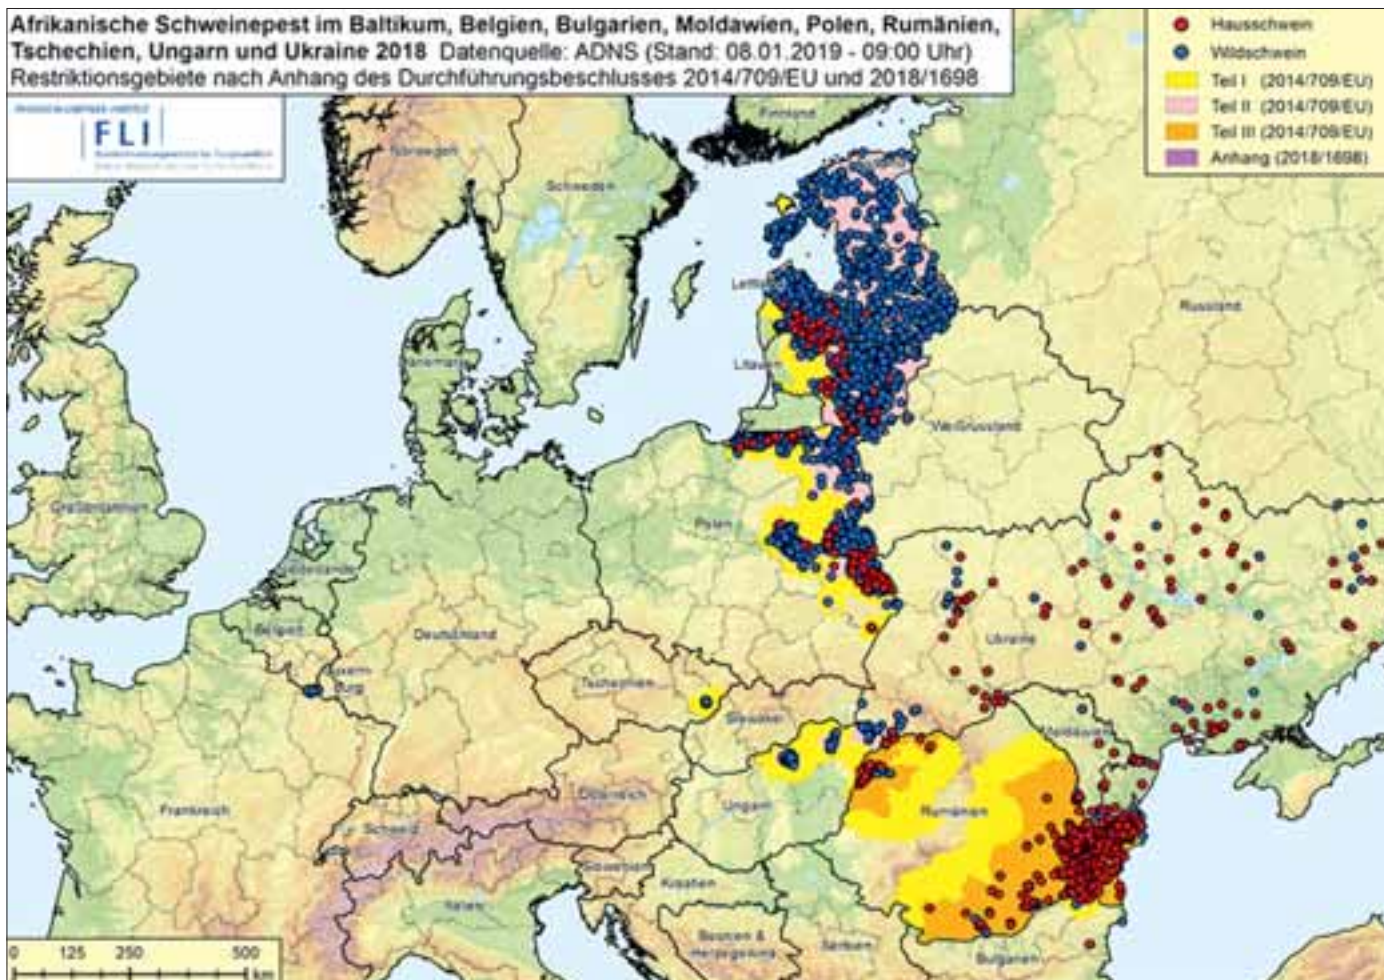 Afrikanische Schweinepest im Baltikum, Belgien, Bulgarien, Moldawien, Polen, Rumänien,
Tschechien, Ungarn und Ukraine 2018 Datenquelle: ADNS (Stand: 08.01.2019 - 09:00 Uhr)
Restriktionsgebiete nach Anhang des Durchführungsbeschlusses 2014/709/EU und 2018/1698
Hausschwein
Wildschwein
Teil I (2014/709/EU)
Teil II (2014/709/EU)
Teil III (2014/709/EU)
Anhang (2018/1698)
FLI
Finnland
Norwegen
Schweden
Russland
Dänemark
Litauen
Weißrussland
Großbritannien
Polen
Niederlande
Belgien
Deutschland
Ukraine
Luxem-
burg
Tschechien
Slowakei
Moldawien
Frankreich
Österreich
Ungarn
Rumänien
Schweiz
Slowenien
Kroatien
Italien
Bosnien &
Herzegowina
Serbien
Bulgarien
0 125 250 500
km